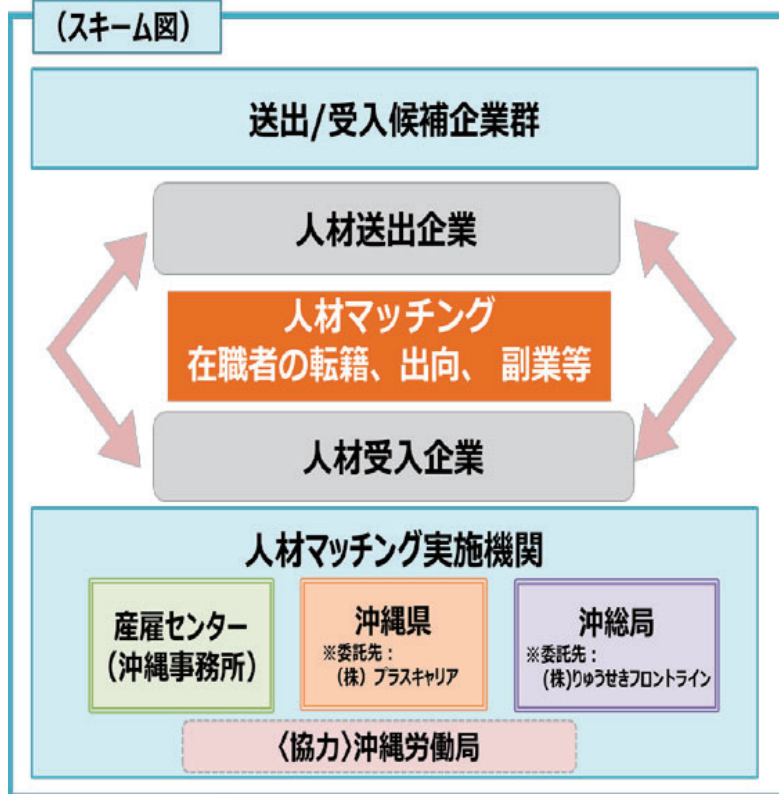 (スキーム図)
送出/受入候補企業群
人材送出企業
人材マッチング
在職者の転籍、出向、 副業等
人材受入企業
人材マッチング実施機関
産雇センター
(沖縄事務所)
沖縄県
※委託先:
(株) プラスキャリア
沖総局
※委託先:
(株)りゅうせきフロントライン
〈協力〉沖縄労働局